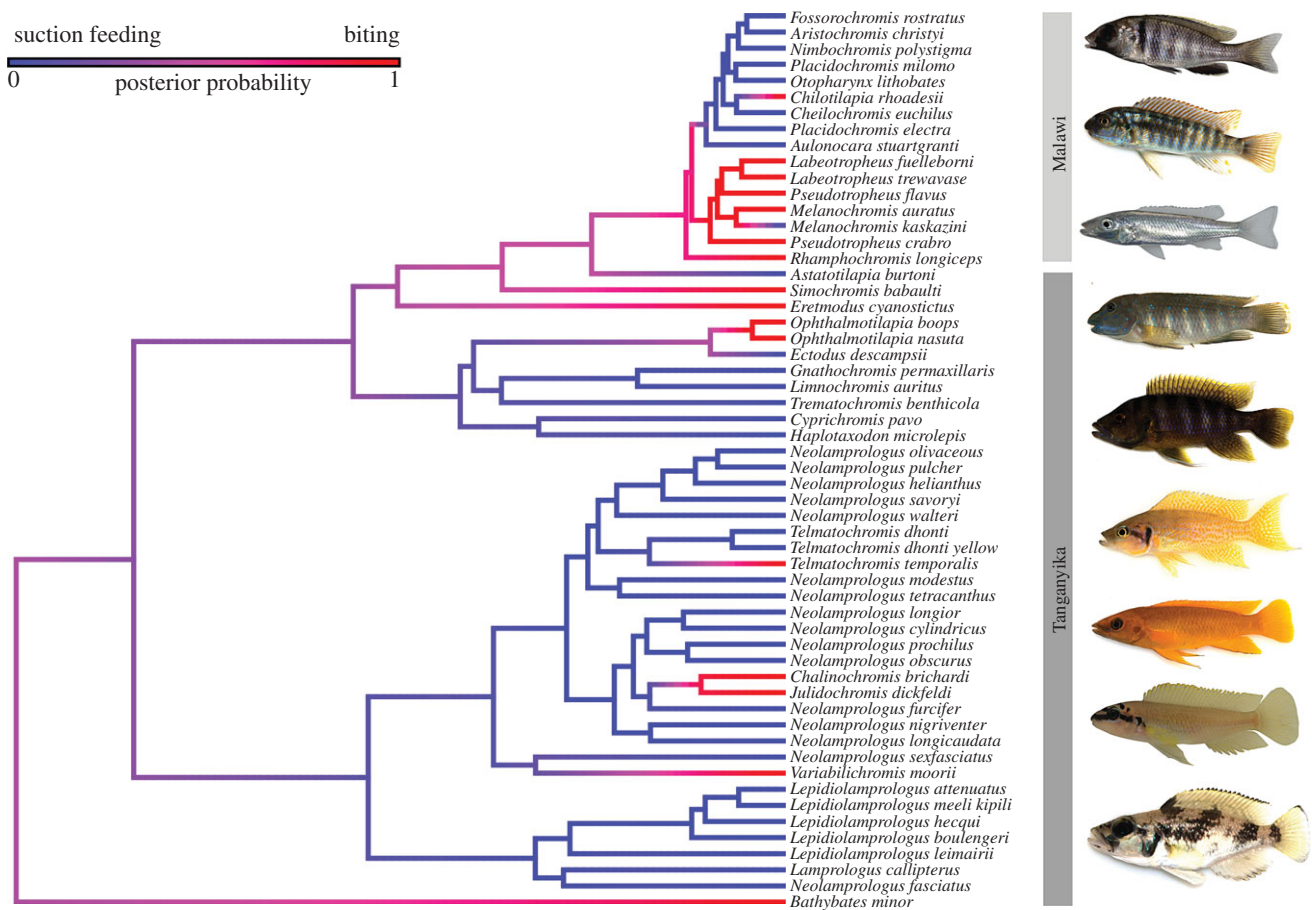 suction feeding biting
0 posterior probability 1
Fossorochromis rostratus
Aristochromis christyi
Nimbochromis polystigma
Placidochromis milomo
Otopharynx lithobates
Chilotilapia rhoadesii
Cheilochromis euchilus
Placidochromis electra
Aulonocara stuartgranti
Labeotropheus fuelleborni
Labeotropheus trewavase
Pseudotropheus flavus
Melanochromis auratus
Melanochromis kaskazini
Pseudotropheus crabro
Rhamphochromis longiceps
Astatotilapia burtoni
Simochromis babaulti
Eretmodus cyanostictus
Ophthalmotilapia boops
Ophthalmotilapia nasuta
Ectodus descampsii
Gnathochromis permaxillaris
Limnochromis auritus
Trematochromis benthicola
Cyprichromis pavo
Haplotaxodon microlepis
Neolamprologus olivaceous
Neolamprologus pulcher
Neolamprologus helianthus
Neolamprologus savoryi
Neolamprologus walteri
Telmatochromis dhonti
Telmatochromis dhonti yellow
Telmatochromis temporalis
Neolamprologus modestus
Neolamprologus tetracanthus
Neolamprologus longior
Neolamprologus cylindricus
Neolamprologus prochilus
Neolamprologus obscurus
Chalinochromis brichardi
Julidochromis dickfeldi
Neolamprologus furcifer
Neolamprologus nigriventer
Neolamprologus longicaudata
Neolamprologus sexfasciatus
Variabilichromis moorii
Lepidiolamprologus attenuatus
Lepidiolamprologus meeli kipili
Lepidiolamprologus hecqui
Lepidiolamprologus boulengeri
Lepidiolamprologus leimairii
Lamprologus callipterus
Neolamprologus fasciatus
Bathybates minor
Malawi
Tanganyika